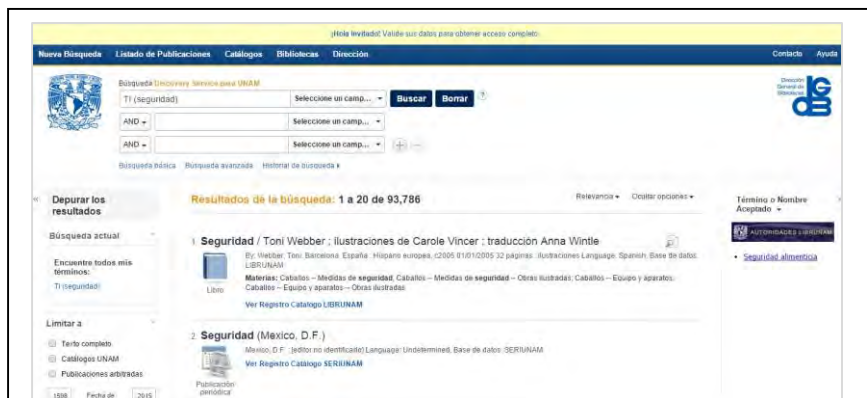 ¡Hola Invitado! Valide sus datos para obtener acceso completo.
Nueva Búsqueda Listado de Publicaciones Catálogos Bibliotecas Dirección Contacto Ayuda
Búsqueda Discovery Service para UNAM
TI (seguridad) Seleccione un camp... Buscar Borrar ?
AND Seleccione un camp...
AND Seleccione un camp...
Búsqueda básica Búsqueda avanzada Historial de búsqueda
Dirección
General de
Bibliotecas
Depurar los
resultados
Búsqueda actual
Encuentre todos mis
términos:
TI (seguridad)
Limitar a
Texto completo
Catálogos UNAM
Publicaciones arbitradas
1598 Fecha de 2015
Resultados de la búsqueda: 1 a 20 de 93,786
Relevancia Ocultar opciones
1. Seguridad / Toni Webber ; ilustraciones de Carole Vincer ; traducción Anna Wintle
By: Webber, Toni. Barcelona, España : Hispano europea, c2005 01/01/2005 32 páginas : ilustraciones Language: Spanish, Base de datos:
LIBRUNAM
Materias: Caballos -- Medidas de seguridad; Caballos -- Medidas de seguridad -- Obras ilustradas; Caballos -- Equipo y aparatos;
Caballos -- Equipo y aparatos -- Obras ilustradas
Libro
Ver Registro Catálogo LIBRUNAM
2. Seguridad (Mexico, D.F.)
Mexico, D.F. : [editor no identificado] Language: Undetermined, Base de datos: SERIUNAM
Ver Registro Catálogo SERIUNAM
Publicación
periódica
Término o Nombre
Aceptado
AUTORIDADES LIBRUNAM
Seguridad alimenticia